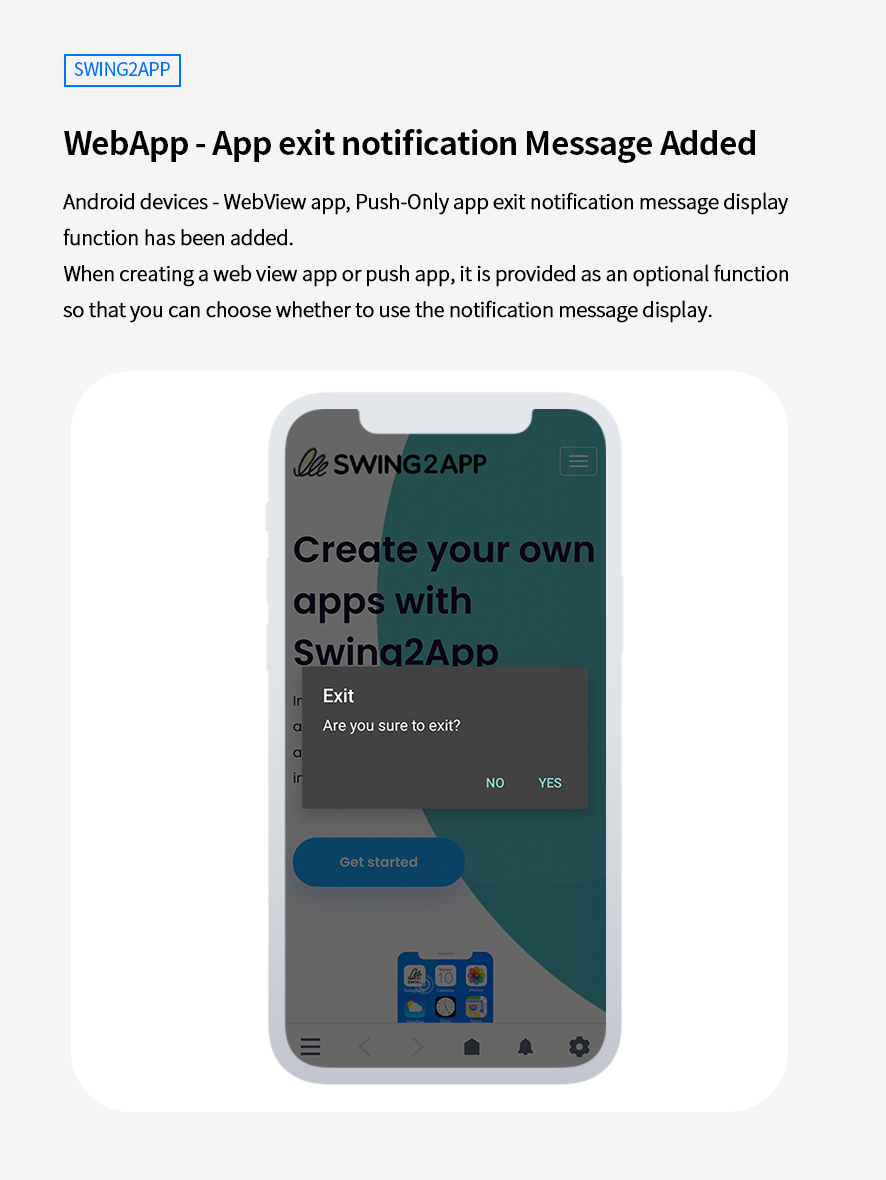 SWING2APP
WebApp - App exit notification Message Added
Android devices - WebView app, Push-Only app exit notification message display
function has been added.
When creating a web view app or push app, it is provided as an optional function
so that you can choose whether to use the notification message display.
SWING2APP
Create your own
apps with
Swing2App
Exit
Are you sure to exit?
NO YES
Get started
10
Calendar
Photos